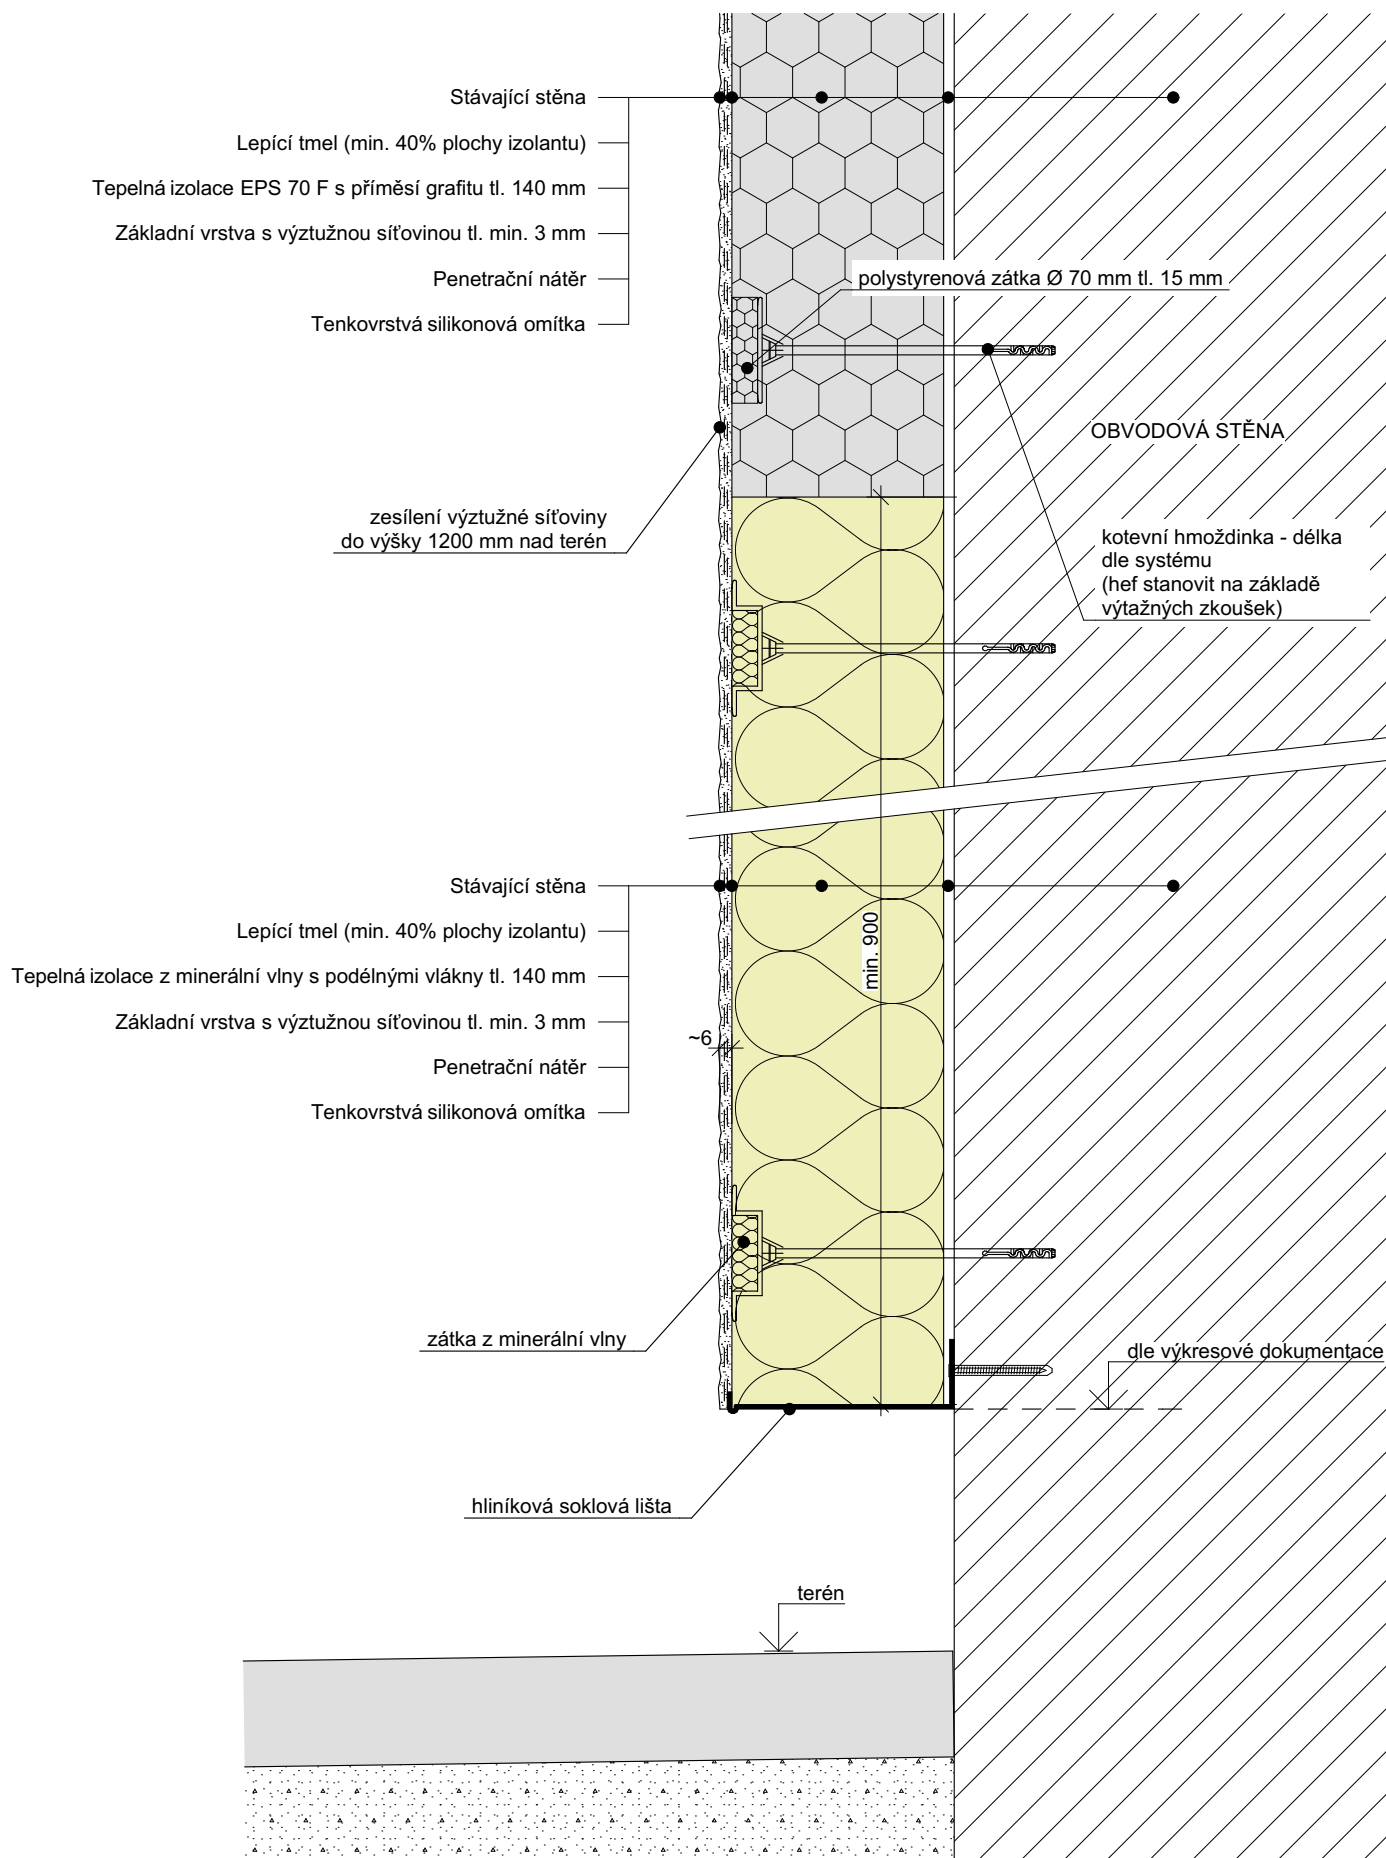 Stávající stěna
Lepící tmel (min. 40% plochy izolantu)
Tepelná izolace EPS 70 F s příměsí grafitu tl. 140 mm
Základní vrstva s výztužnou síťovinou tl. min. 3 mm
Penetrační nátěr
Tenkovrstvá silikonová omítka
polystyrenová zátka Ø 70 mm tl. 15 mm
OBVODOVÁ STĚNA
zesílení výztužné síťoviny
do výšky 1200 mm nad terén
kotevní hmoždinka - délka
dle systému
(hef stanovit na základě
výtažných zkoušek)
Stávající stěna
Lepící tmel (min. 40% plochy izolantu)
Tepelná izolace z minerální vlny s podélnými vlákny tl. 140 mm
Základní vrstva s výztužnou síťovinou tl. min. 3 mm
Penetrační nátěr
Tenkovrstvá silikonová omítka
min. 900
~6
zátka z minerální vlny
dle výkresové dokumentace
hliníková soklová lišta
terén